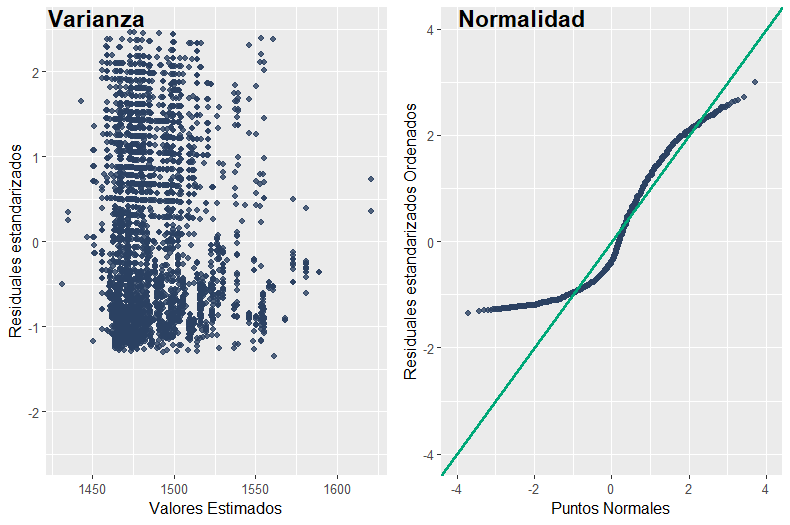 Varianza
Residuales estandarizados
2
1
0
-1
-2
1450 1500 1550 1600
Valores Estimados
Normalidad
Residuales estandarizados Ordenados
4
2
0
-2
-4
-4 -2 0 2 4
Puntos Normales